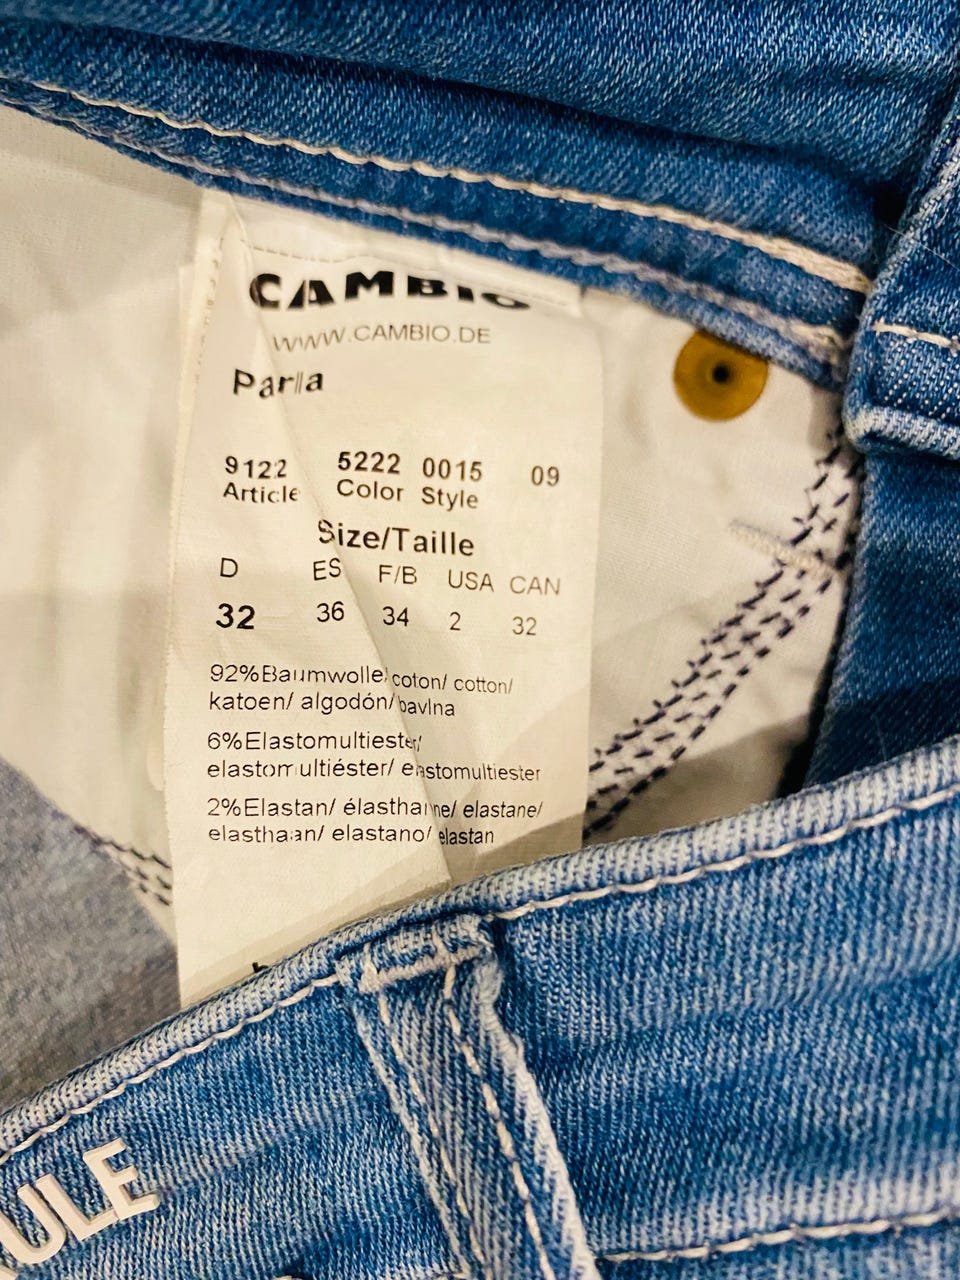 CAMBIO
WWW.CAMBIO.DE
Parla
9122 5222 0015 09
Article Color Style
Size/Taille
D ES F/B USA CAN
32 36 34 2 32
92%Baumwolle/coton/ cotton/
katoen/ algodón/bavlna
6%Elastomultiester/
elastomultiéster/ elastomultiester
2%Elastan/ élasthanne/ elastane/
elasthaan/ elastano/ elastan
ULE